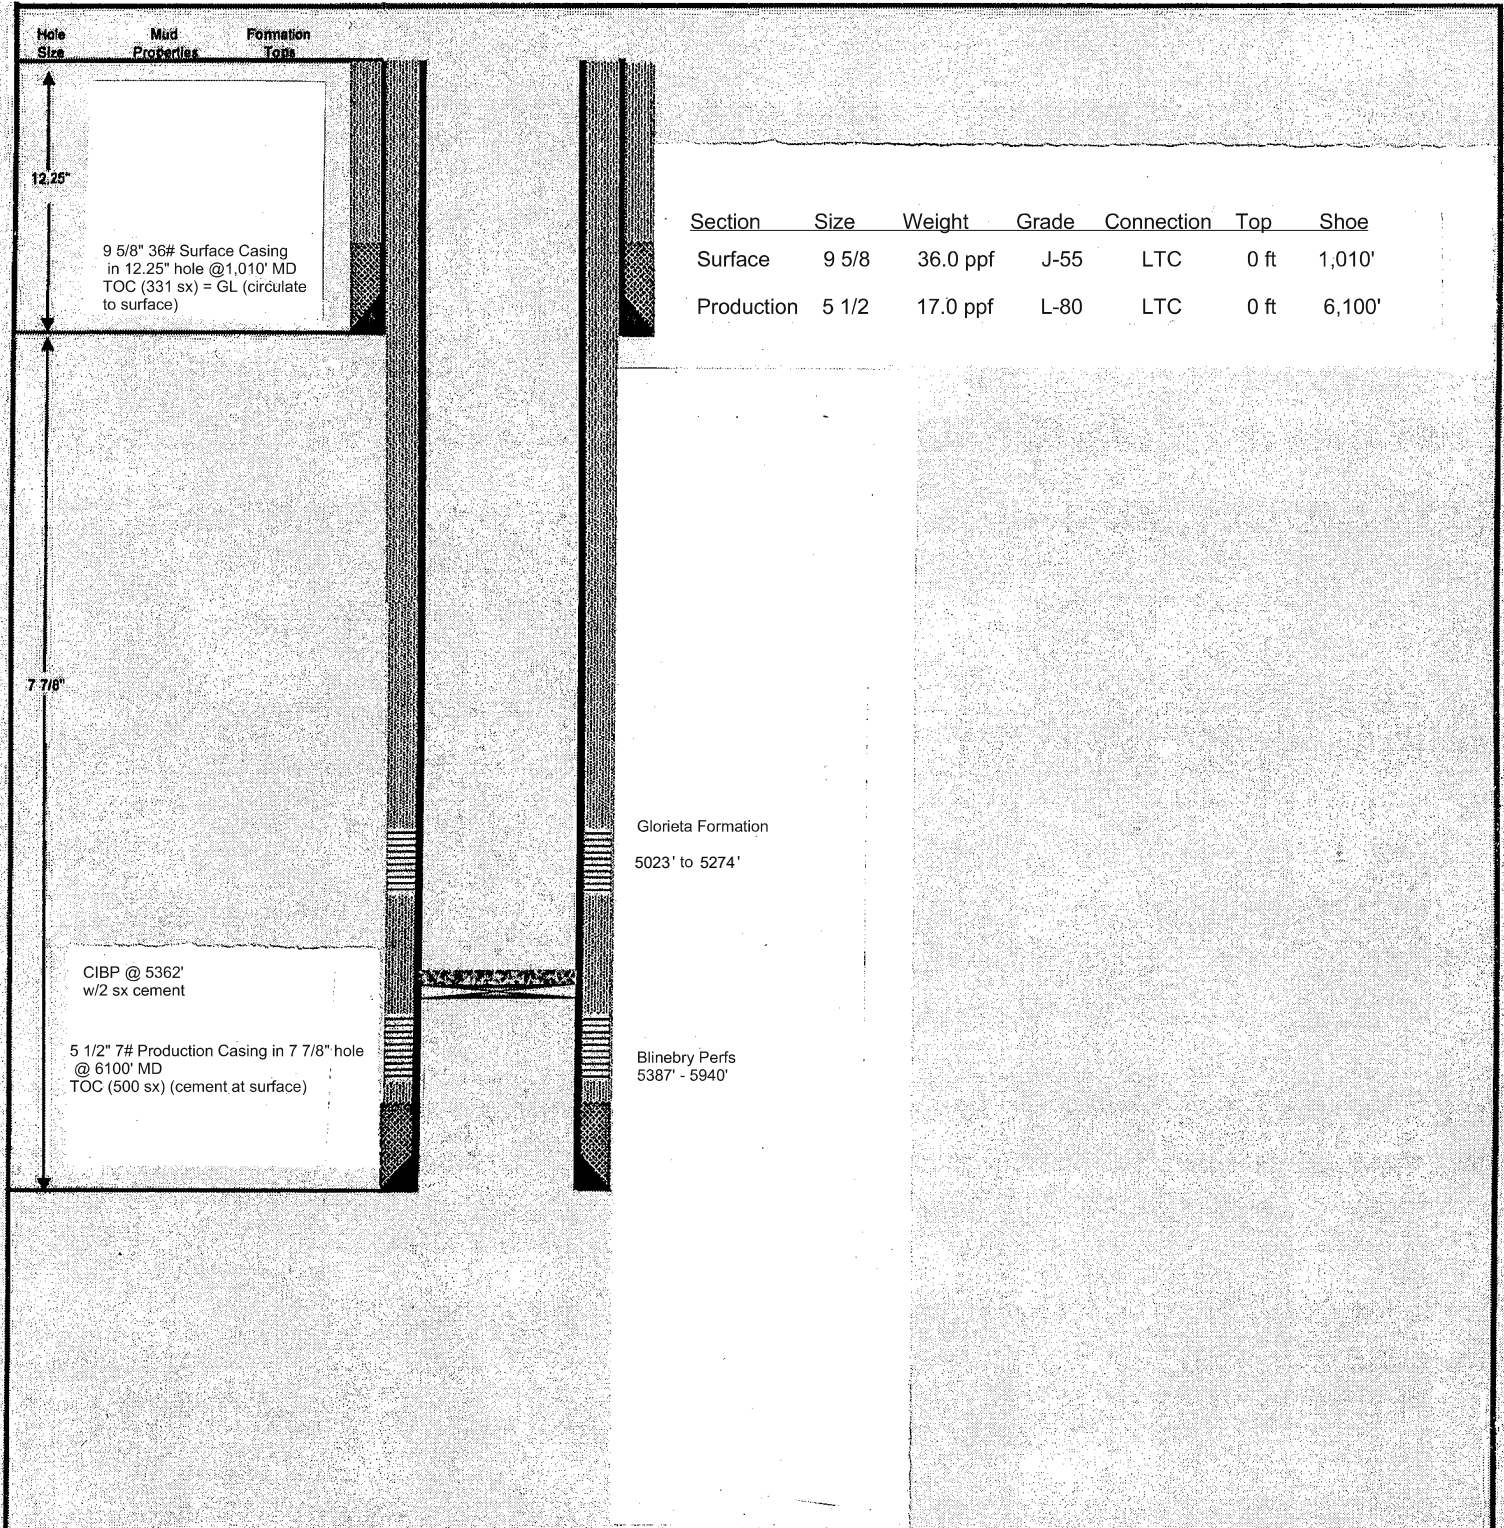 Hole Mud Formation
Size Properties Tops
12.25"
9 5/8" 36# Surface Casing
in 12.25" hole @1,010' MD
TOC (331 sx) = GL (circulate
to surface)
Section Size Weight Grade Connection Top Shoe
Surface 9 5/8 36.0 ppf J-55 LTC 0 ft 1,010'
Production 5 1/2 17.0 ppf L-80 LTC 0 ft 6,100'
7 7/8"
Glorieta Formation
5023' to 5274'
CIBP @ 5362'
w/2 sx cement
5 1/2" 7# Production Casing in 7 7/8" hole
@ 6100' MD
TOC (500 sx) (cement at surface)
Blinebry Perfs
5387' - 5940'